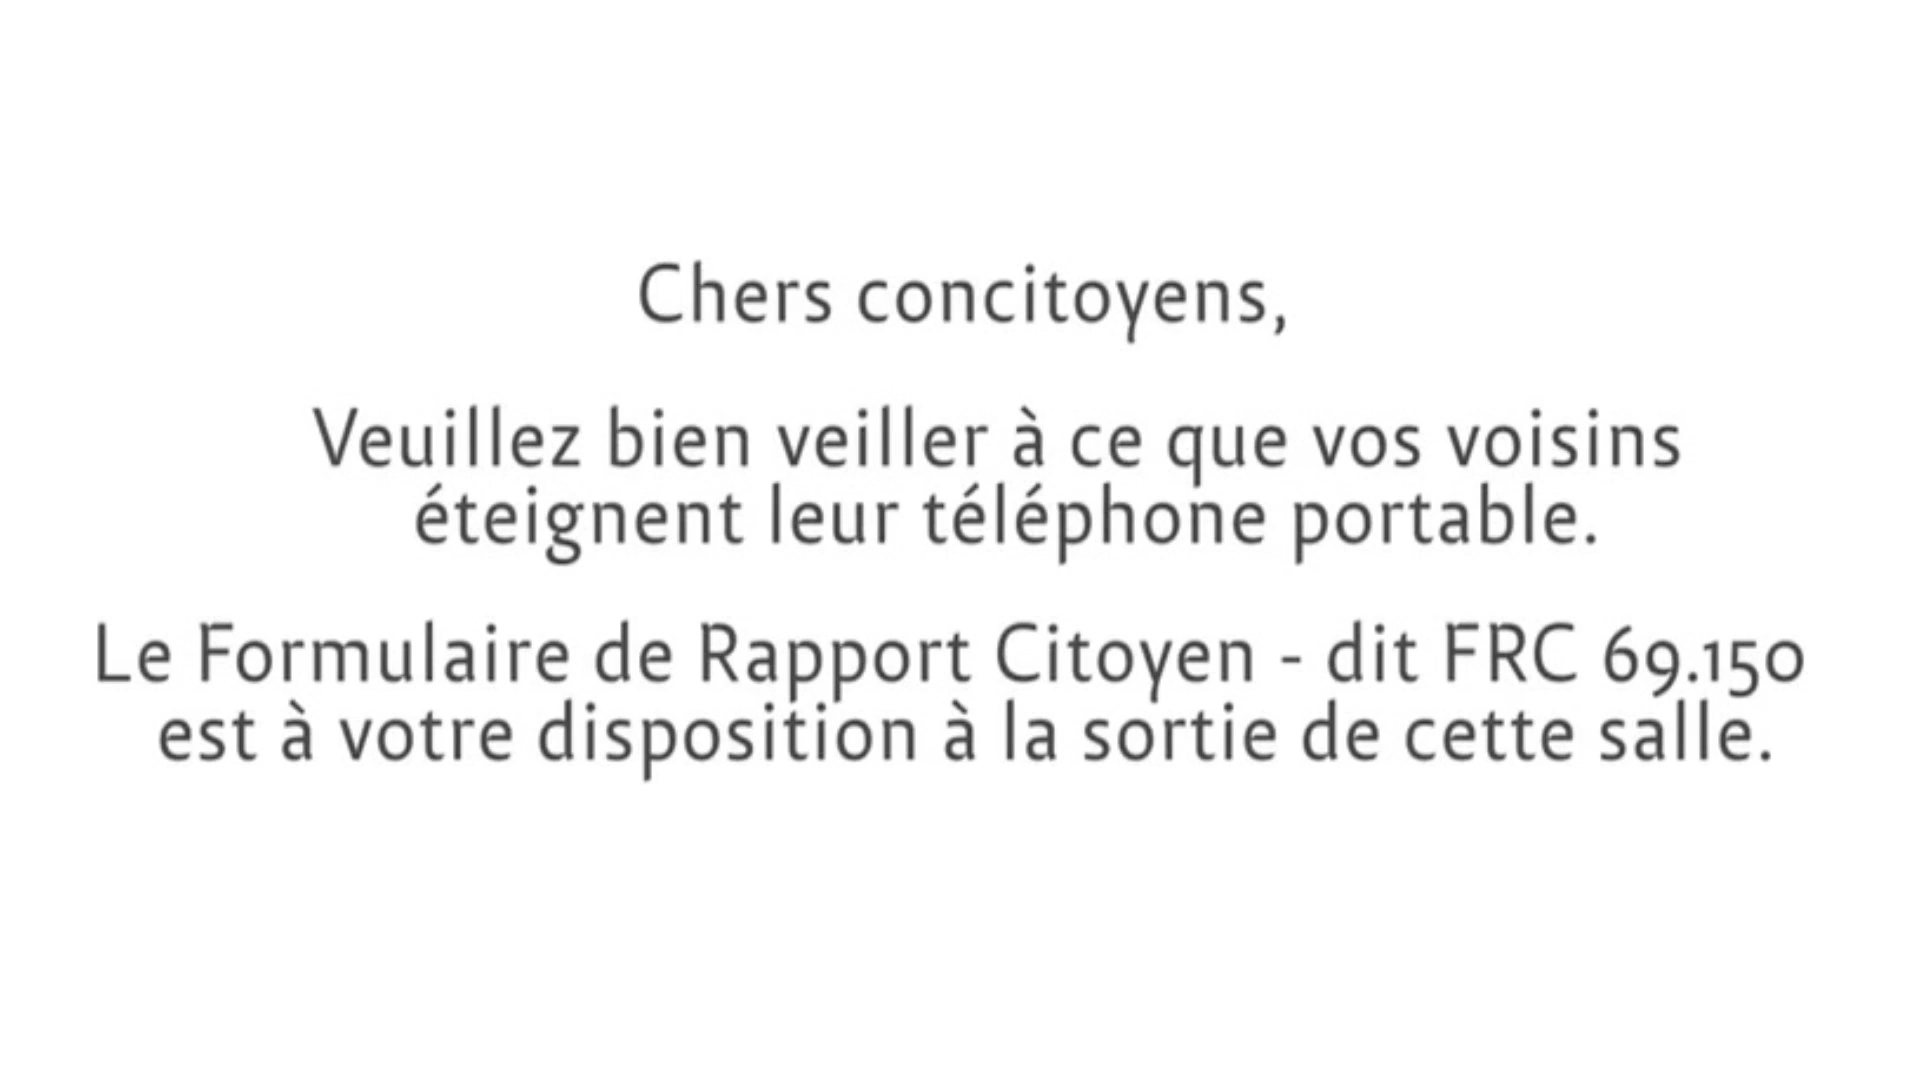 Chers concitoyens,
Veuillez bien veiller à ce que vos voisins
éteignent leur téléphone portable.
Le Formulaire de Rapport Citoyen - dit FRC 69.150
est à votre disposition à la sortie de cette salle.